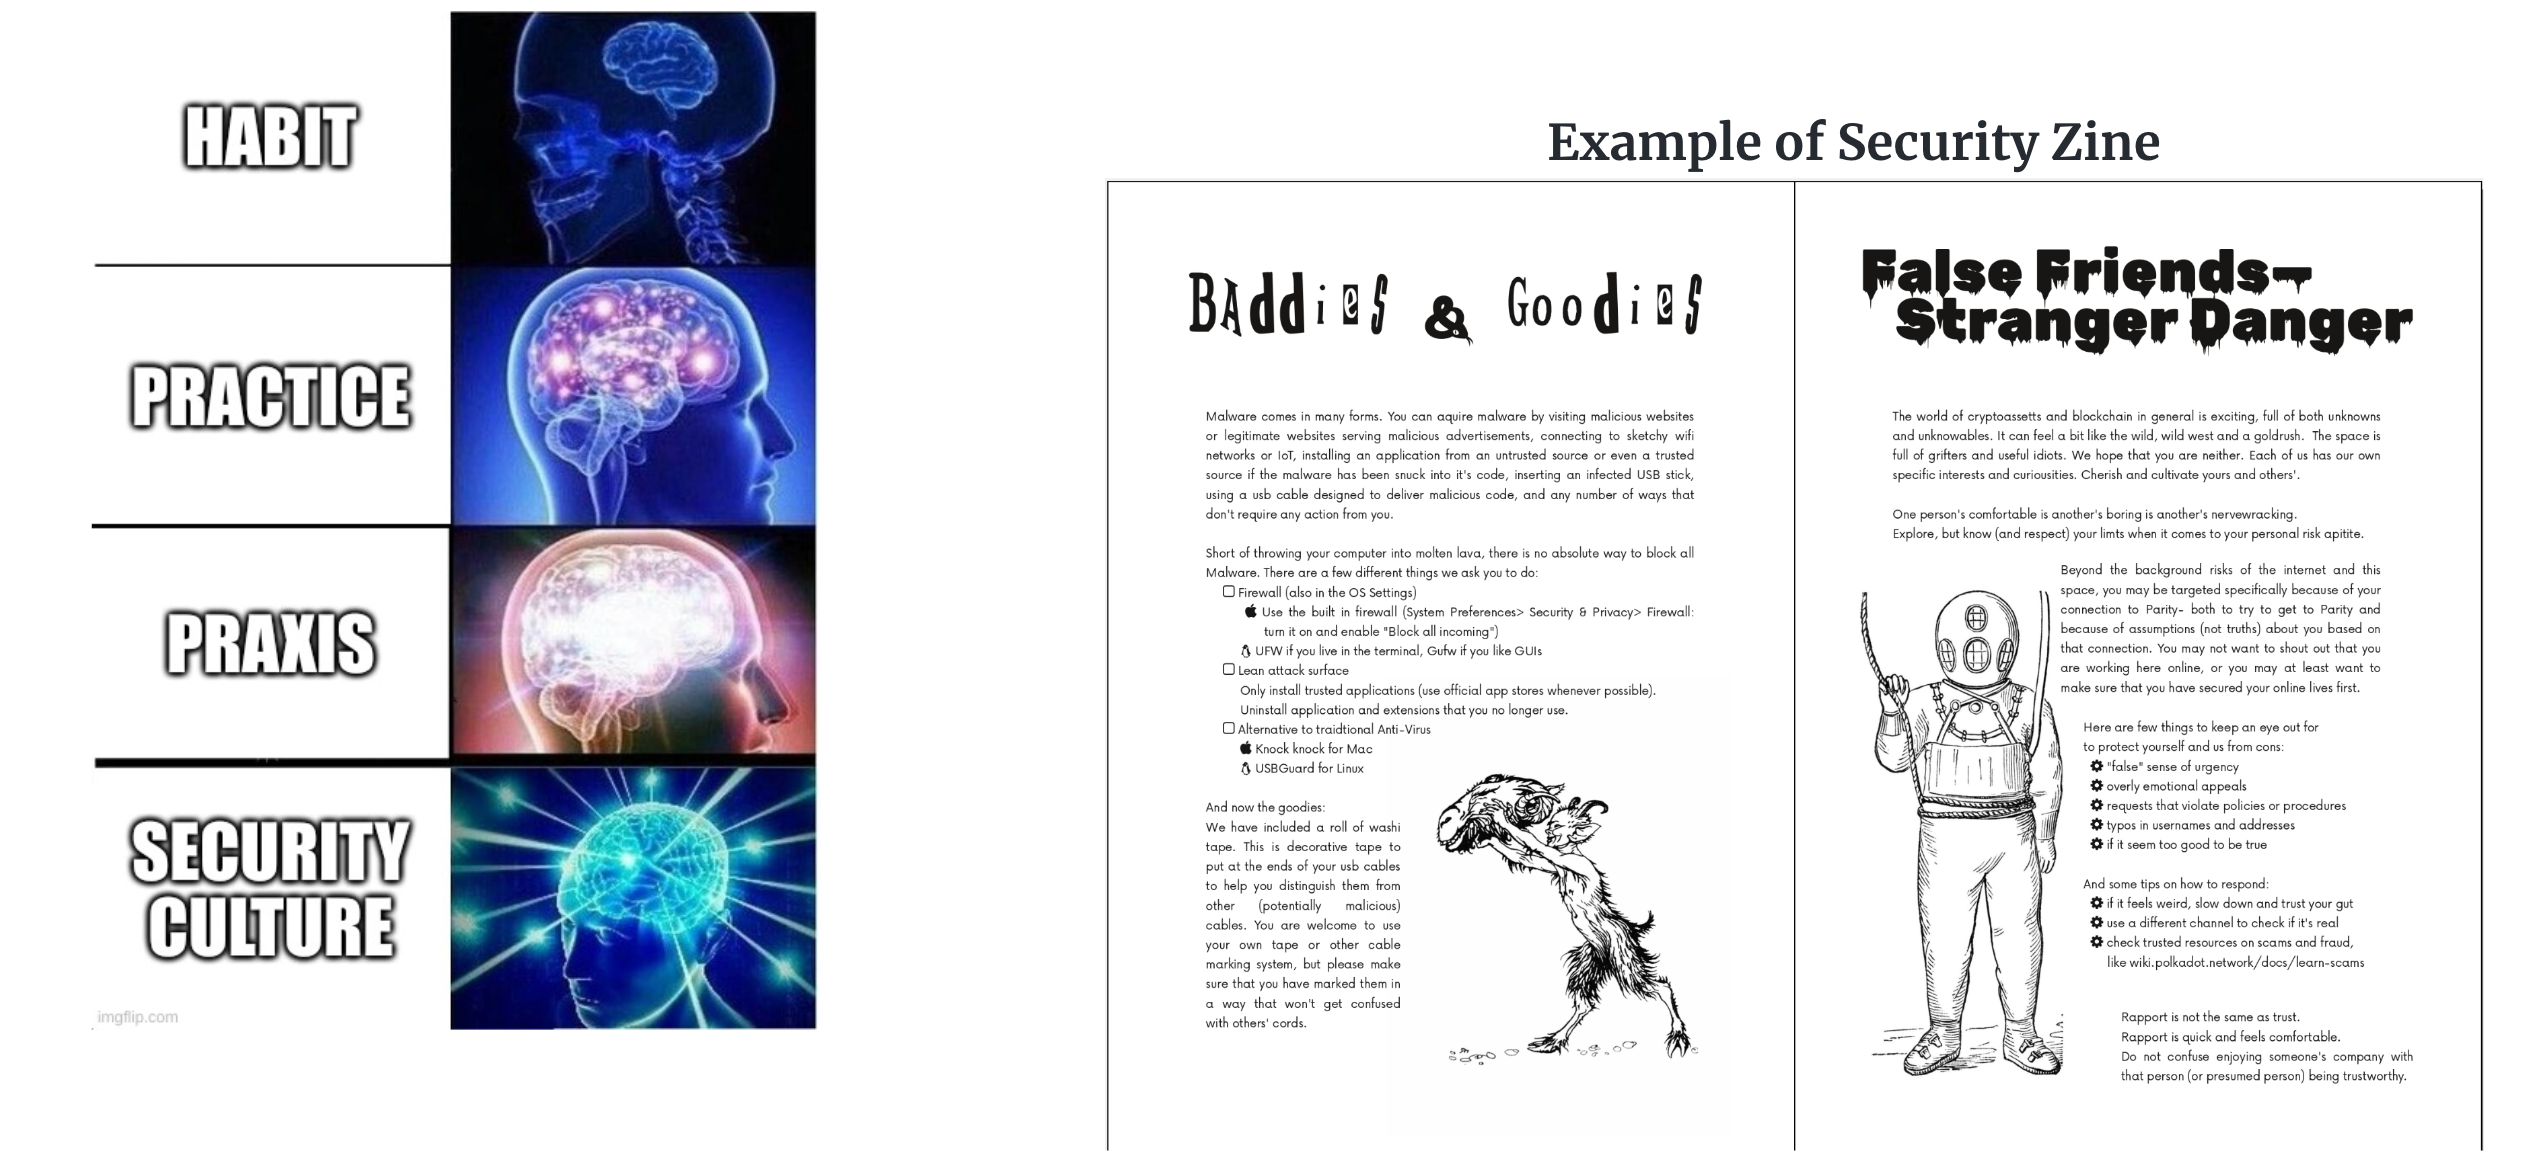 HABIT
PRACTICE
PRAXIS
SECURITY
CULTURE
imgflip.com
Example of Security Zine
BAddies & Goodies
Malware comes in many forms. You can aquire malware by visiting malicious websites
or legitimate websites serving malicious advertisements, connecting to sketchy wifi
networks or IoT, installing an application from an untrusted source or even a trusted
source if the malware has been snuck into it's code, inserting an infected USB stick,
using a usb cable designed to deliver malicious code, and any number of ways that
don't require any action from you.
Short of throwing your computer into molten lava, there is no absolute way to block all
Malware. There are a few different things we ask you to do:
Firewall (also in the OS Settings)
Use the built in firewall (System Preferences> Security & Privacy> Firewall:
turn it on and enable "Block all incoming")
UFW if you live in the terminal, Gufw if you like GUIs
Lean attack surface
Only install trusted applications (use official app stores whenever possible).
Uninstall application and extensions that you no longer use.
Alternative to traidtional Anti-Virus
Knock knock for Mac
USBGuard for Linux
And now the goodies:
We have included a roll of washi
tape. This is decorative tape to
put at the ends of your usb cables
to help you distinguish them from
other (potentially malicious)
cables. You are welcome to use
your own tape or other cable
marking system, but please make
sure that you have marked them in
a way that won't get confused
with others' cords.
False Friends—
Stranger Danger
The world of cryptoassetts and blockchain in general is exciting, full of both unknowns
and unknowables. It can feel a bit like the wild, wild west and a goldrush. The space is
full of grifters and useful idiots. We hope that you are neither. Each of us has our own
specific interests and curiousities. Cherish and cultivate yours and others'.
One person's comfortable is another's boring is another's nervewracking.
Explore, but know (and respect) your limts when it comes to your personal risk apitite.
Beyond the background risks of the internet and this
space, you may be targeted specifically because of your
connection to Parity- both to try to get to Parity and
because of assumptions (not truths) about you based on
that connection. You may not want to shout out that you
are working here online, or you may at least want to
make sure that you have secured your online lives first.
Here are few things to keep an eye out for
to protect yourself and us from cons:
"false" sense of urgency
overly emotional appeals
requests that violate policies or procedures
typos in usernames and addresses
if it seem too good to be true
And some tips on how to respond:
if it feels weird, slow down and trust your gut
use a different channel to check if it's real
check trusted resources on scams and fraud,
like wiki.polkadot.network/docs/learn-scams
Rapport is not the same as trust.
Rapport is quick and feels comfortable.
Do not confuse enjoying someone's company with
that person (or presumed person) being trustworthy.